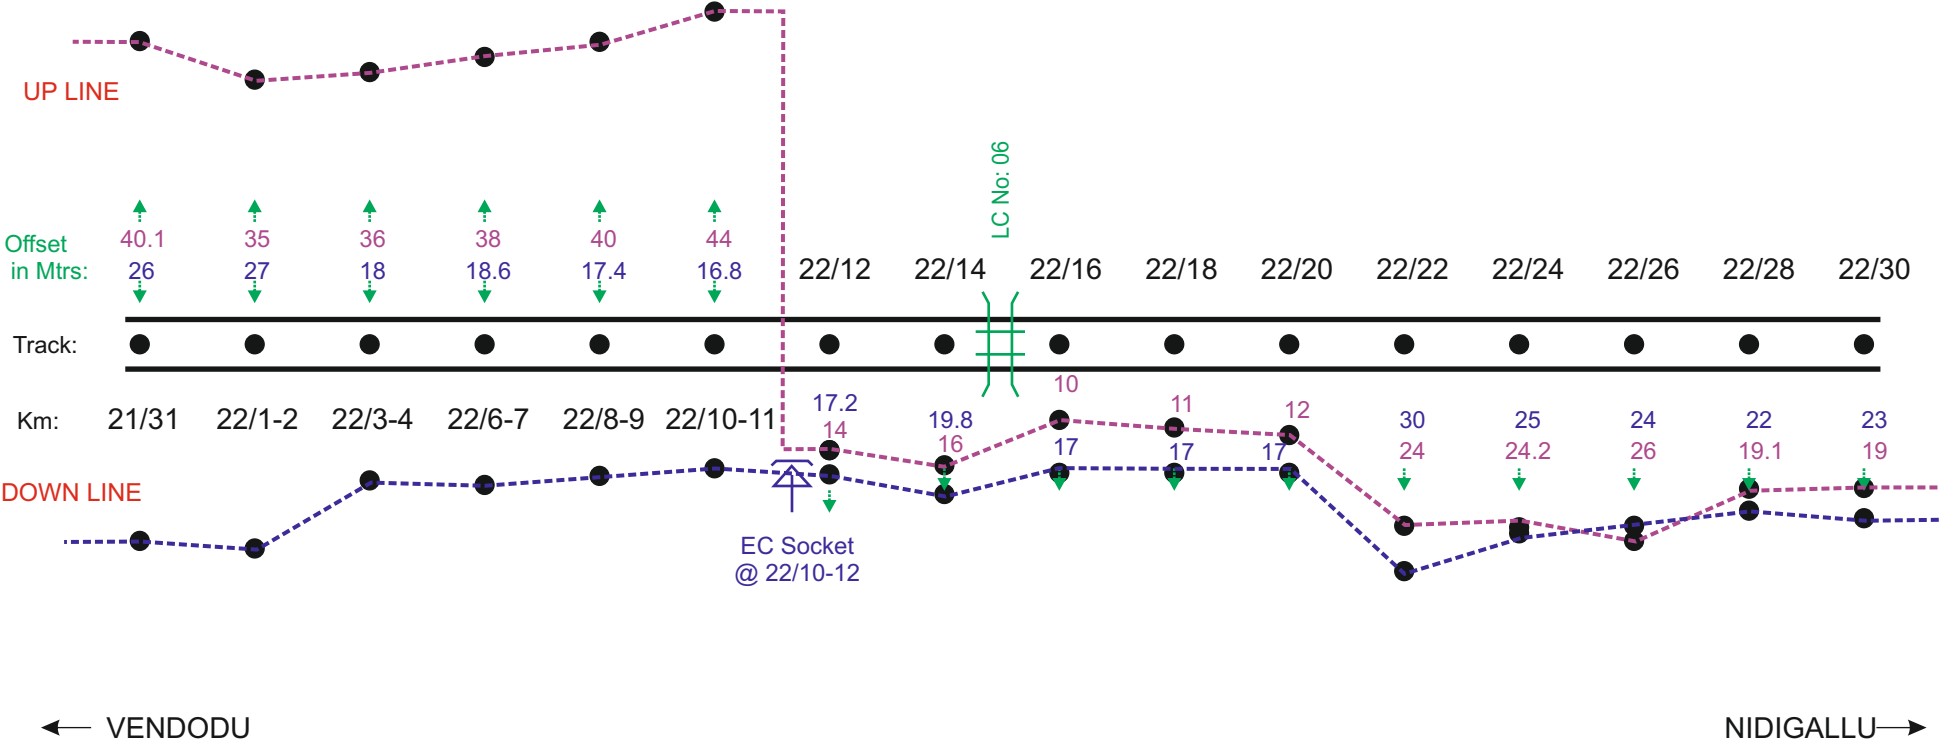 UP LINE
LC No: 06
Offset
in Mtrs:
40.1 35 36 38 40 44
26 27 18 18.6 17.4 16.8
22/12 22/14 22/16 22/18 22/20 22/22 22/24 22/26 22/28 22/30
Track:
Km: 21/31 22/1-2 22/3-4 22/6-7 22/8-9 22/10-11
10
17.2 19.8 11 12 30 25 24 22 23
14 16 17 17 17 24 24.2 26 19.1 19
DOWN LINE
EC Socket
@ 22/10-12
VENDODU NIDIGALLU